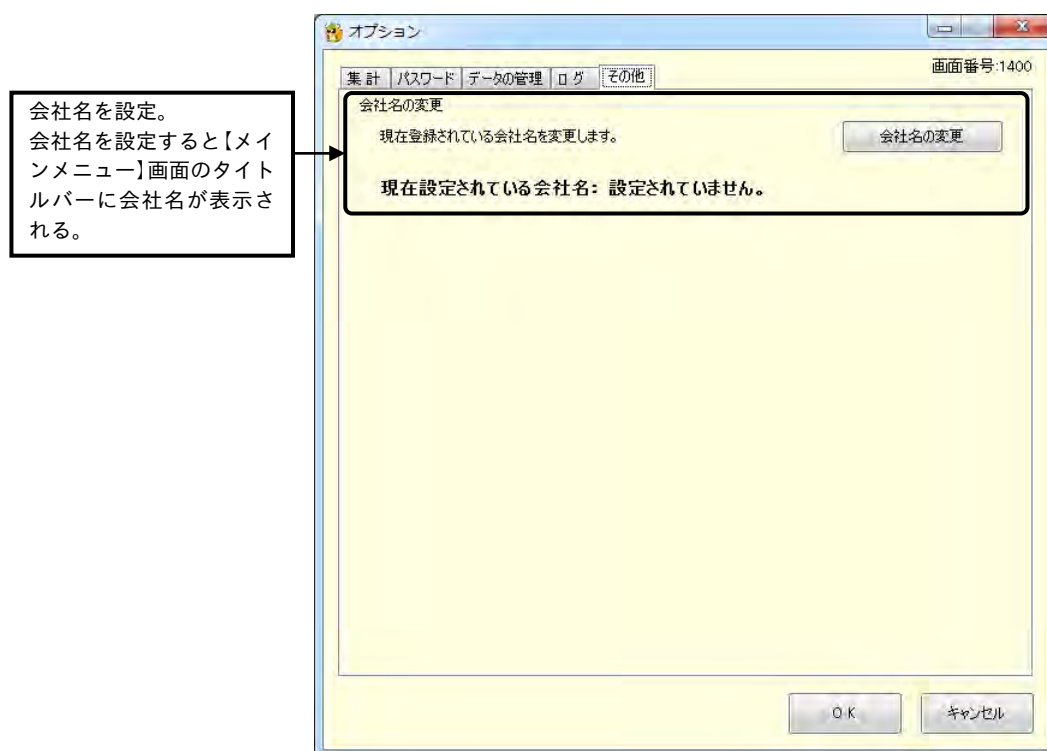 オプション
画面番号:1400
集 計 パスワード データの管理 ログ その他
会社名を設定。
会社名を設定すると【メイ
ンメニュー】画面のタイト
ルバーに会社名が表示さ
れる。
会社名の変更
現在登録されている会社名を変更します。
会社名の変更
現在設定されている会社名：設定されていません。
ＯＫ
キャンセル